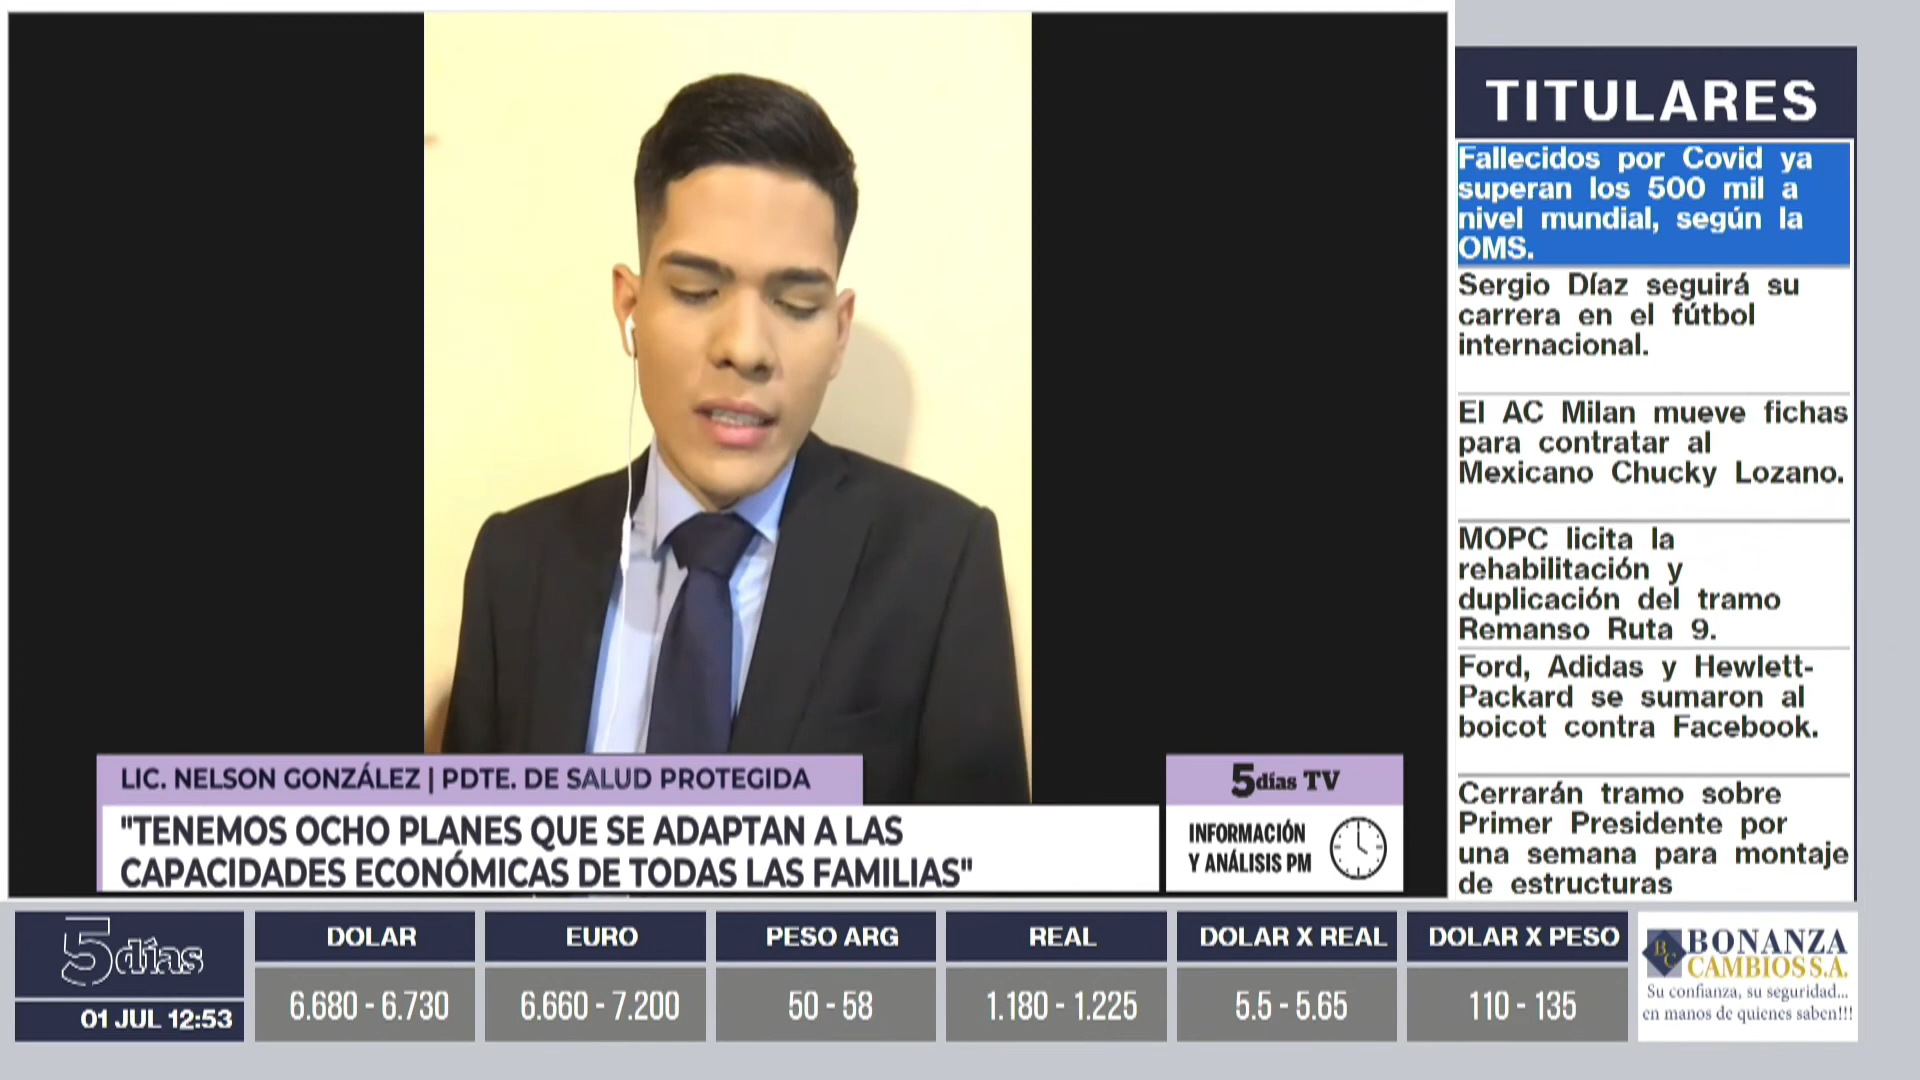 TITULARES
Fallecidos por Covid ya
superan los 500 mil a
nivel mundial, según la
OMS.
Sergio Díaz seguirá su
carrera en el fútbol
internacional.
El AC Milan mueve fichas
para contratar al
Mexicano Chucky Lozano.
MOPC licita la
rehabilitación y
duplicación del tramo
Remanso Ruta 9.
Ford, Adidas y Hewlett-
Packard se sumaron al
boicot contra Facebook.
Cerrarán tramo sobre
Primer Presidente por
una semana para montaje
de estructuras
LIC. NELSON GONZÁLEZ | PDTE. DE SALUD PROTEGIDA
"TENEMOS OCHO PLANES QUE SE ADAPTAN A LAS
CAPACIDADES ECONÓMICAS DE TODAS LAS FAMILIAS"
5días TV
INFORMACIÓN
Y ANÁLISIS PM
5días
01 JUL 12:53
DOLAR
6.680 - 6.730
EURO
6.660 - 7.200
PESO ARG
50 - 58
REAL
1.180 - 1.225
DOLAR X REAL
5.5 - 5.65
DOLAR X PESO
110 - 135
BC
BONANZA
CAMBIOS S.A.
Su confianza, su seguridad...
en manos de quienes saben!!!